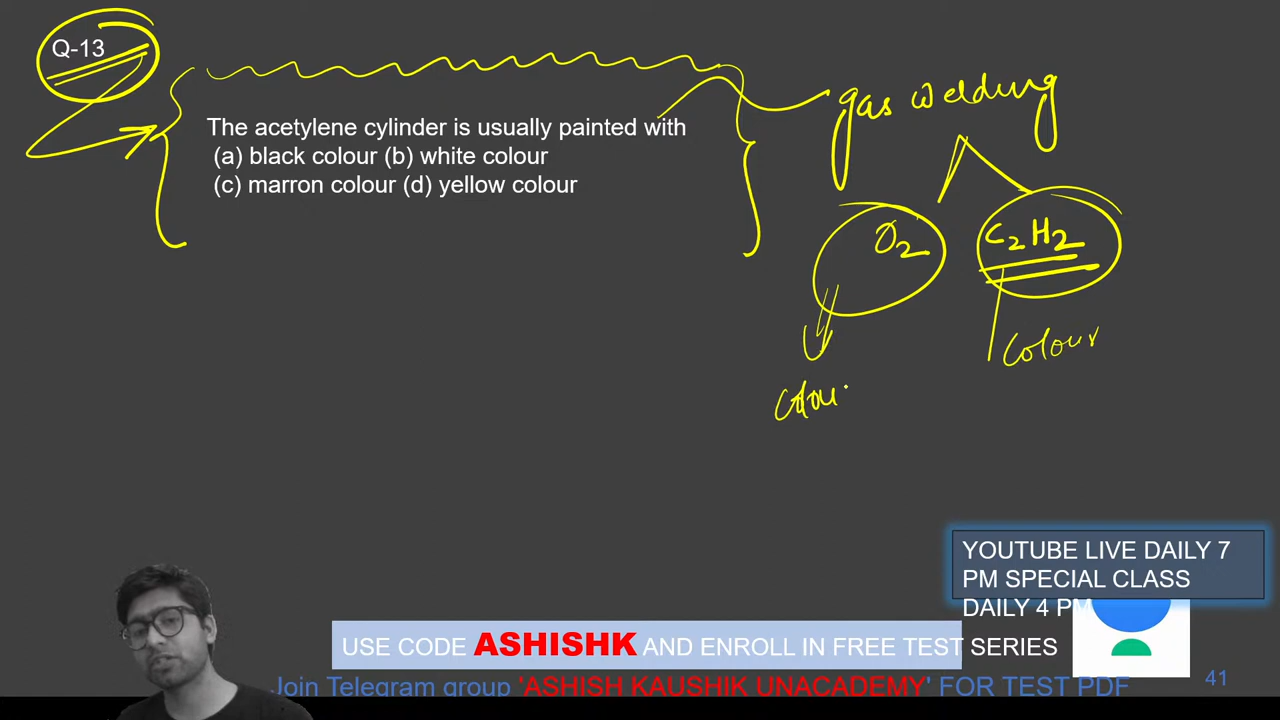 Q-13
gas welding
The acetylene cylinder is usually painted with
(a) black colour (b) white colour
(c) marron colour (d) yellow colour
O2
C2H2
Colour
Colou
YOUTUBE LIVE DAILY 7
PM SPECIAL CLASS
DAILY 4 PM
USE CODE ASHISHK AND ENROLL IN FREE TEST SERIES
Join Telegram group 'ASHISH KAUSHIK UNACADEMY' FOR TEST PDF
41